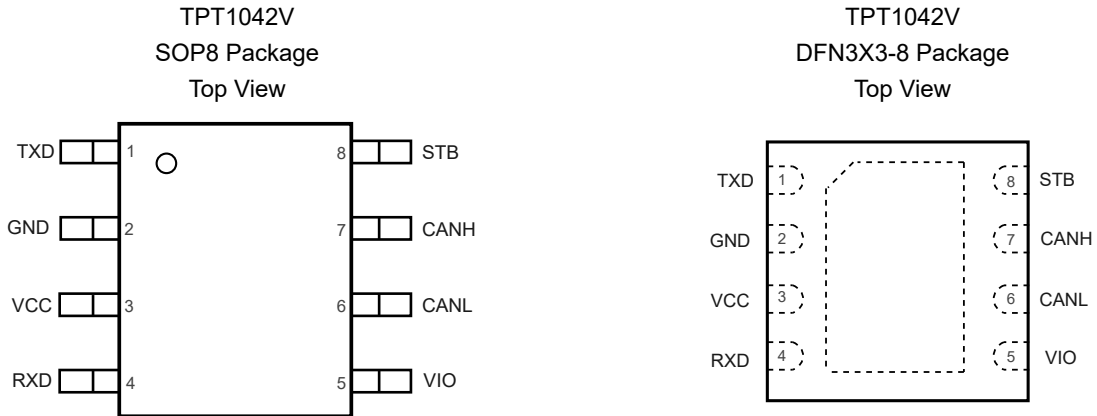 TPT1042V
SOP8 Package
Top View
TXD 1 8 STB
GND 2 7 CANH
VCC 3 6 CANL
RXD 4 5 VIO
TPT1042V
DFN3X3-8 Package
Top View
TXD 1 8 STB
GND 2 7 CANH
VCC 3 6 CANL
RXD 4 5 VIO